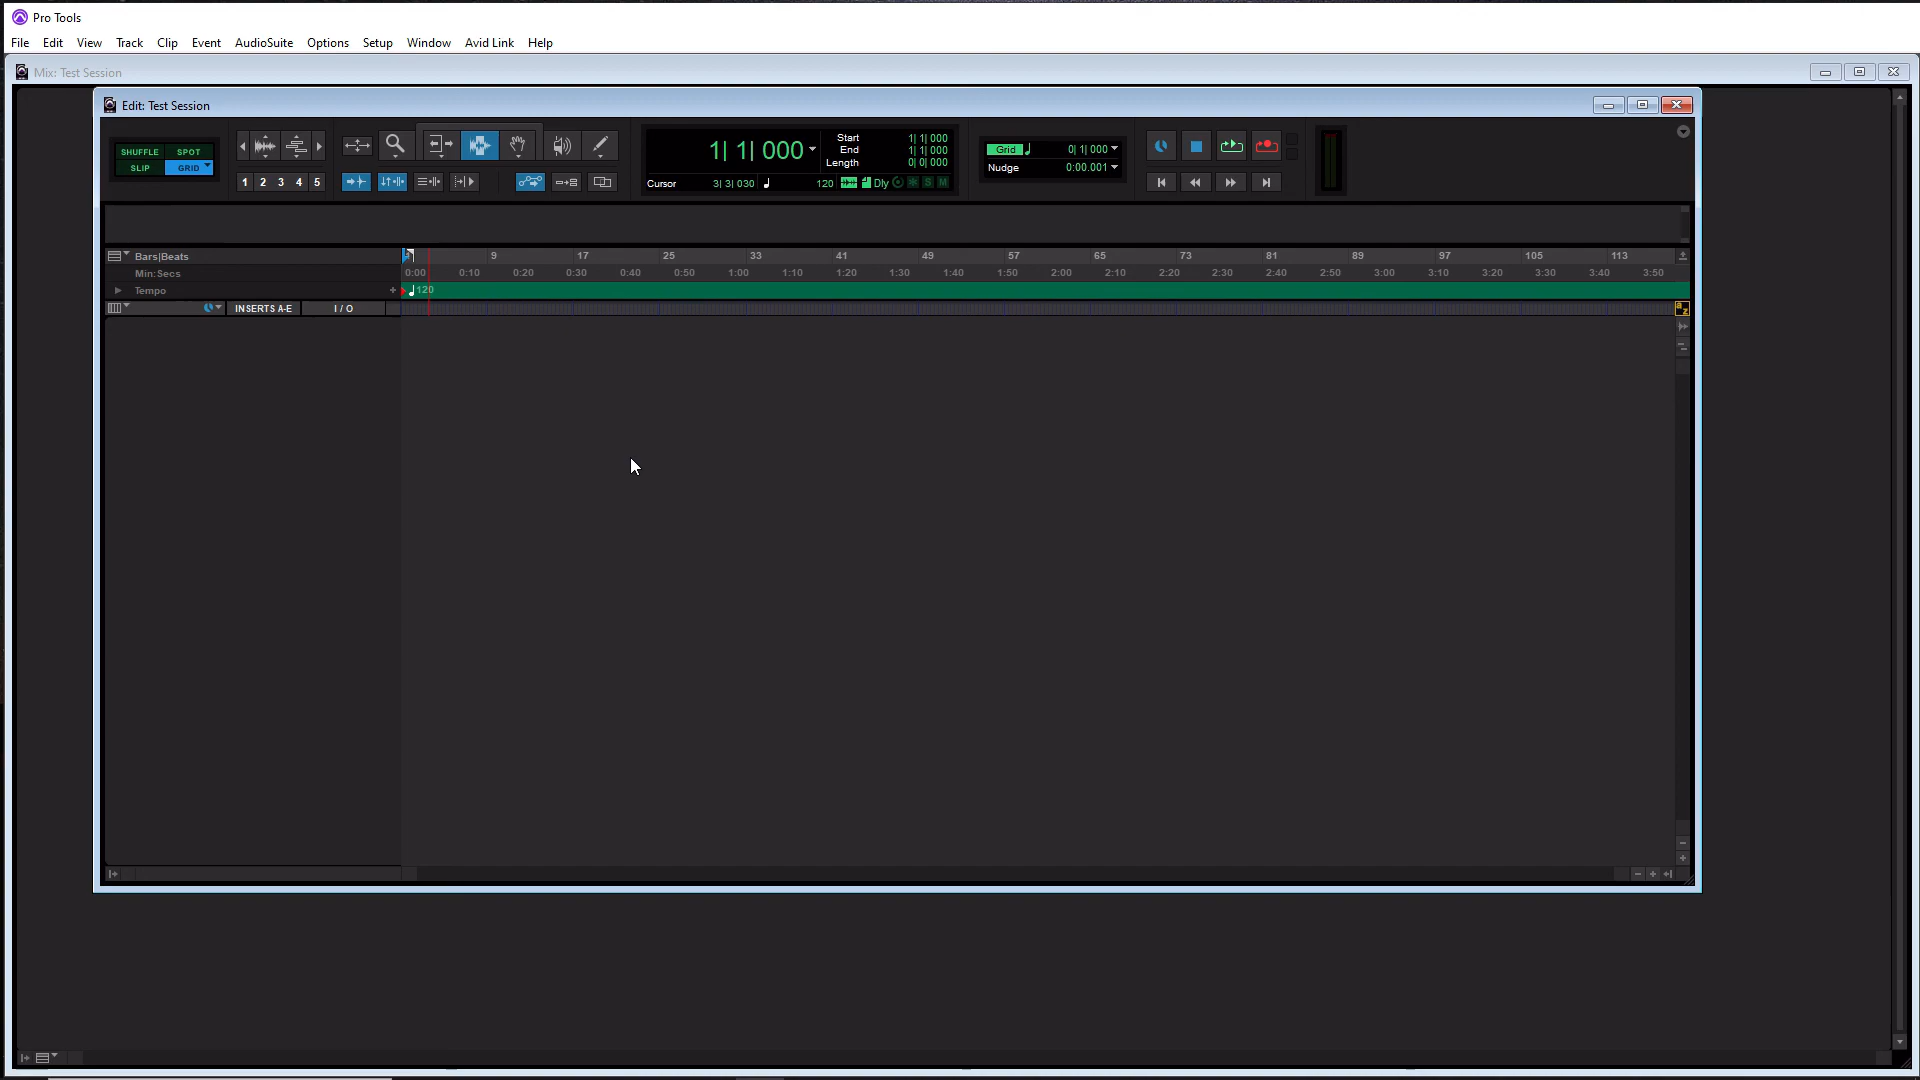 Pro Tools
File Edit View Track Clip Event AudioSuite Options Setup Window Avid Link Help
Mix: Test Session
Edit: Test Session
SHUFFLE SPOT
SLIP GRID
1 2 3 4 5
1| 1| 000
Start 1| 1| 000
End 1| 1| 000
Length 0| 0| 000
Cursor 3| 3| 030 120 Dly S M
Grid 0| 1| 000
Nudge 0:00.001
Bars|Beats 9 17 25 33 41 49 57 65 73 81 89 97 105 113
Min:Secs 0:00 0:10 0:20 0:30 0:40 0:50 1:00 1:10 1:20 1:30 1:40 1:50 2:00 2:10 2:20 2:30 2:40 2:50 3:00 3:10 3:20 3:30 3:40 3:50
Tempo + 120
INSERTS A-E I / O
a z